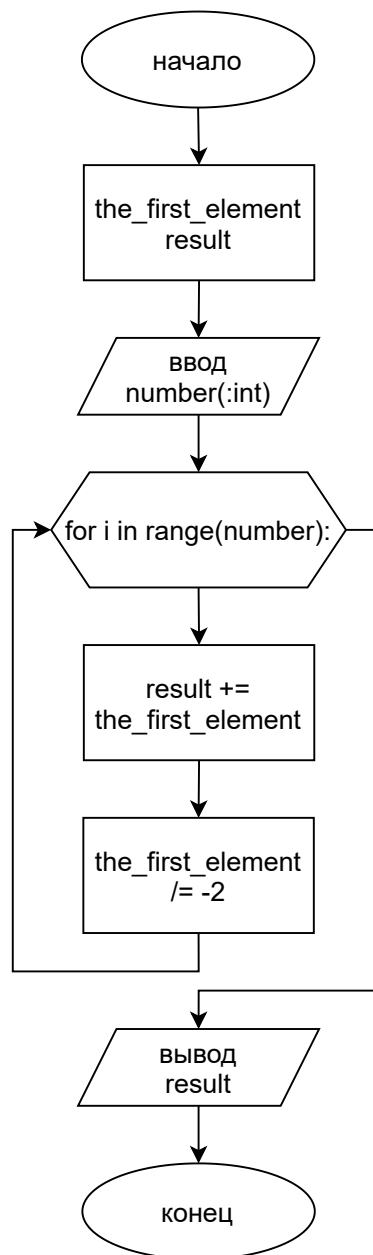 начало
the_first_element
result
ввод
number(:int)
for i in range(number):
result +=
the_first_element
the_first_element
/= -2
вывод
result
конец